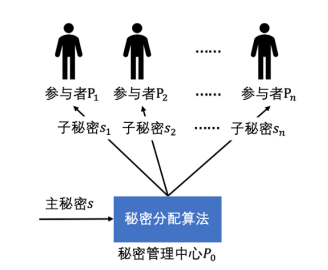 ......
参与者P₁ 参与者P₂ ...... 参与者Pₙ
子秘密s₁ 子秘密s₂ ...... 子秘密sₙ
主秘密s
秘密分配算法
秘密管理中心P₀